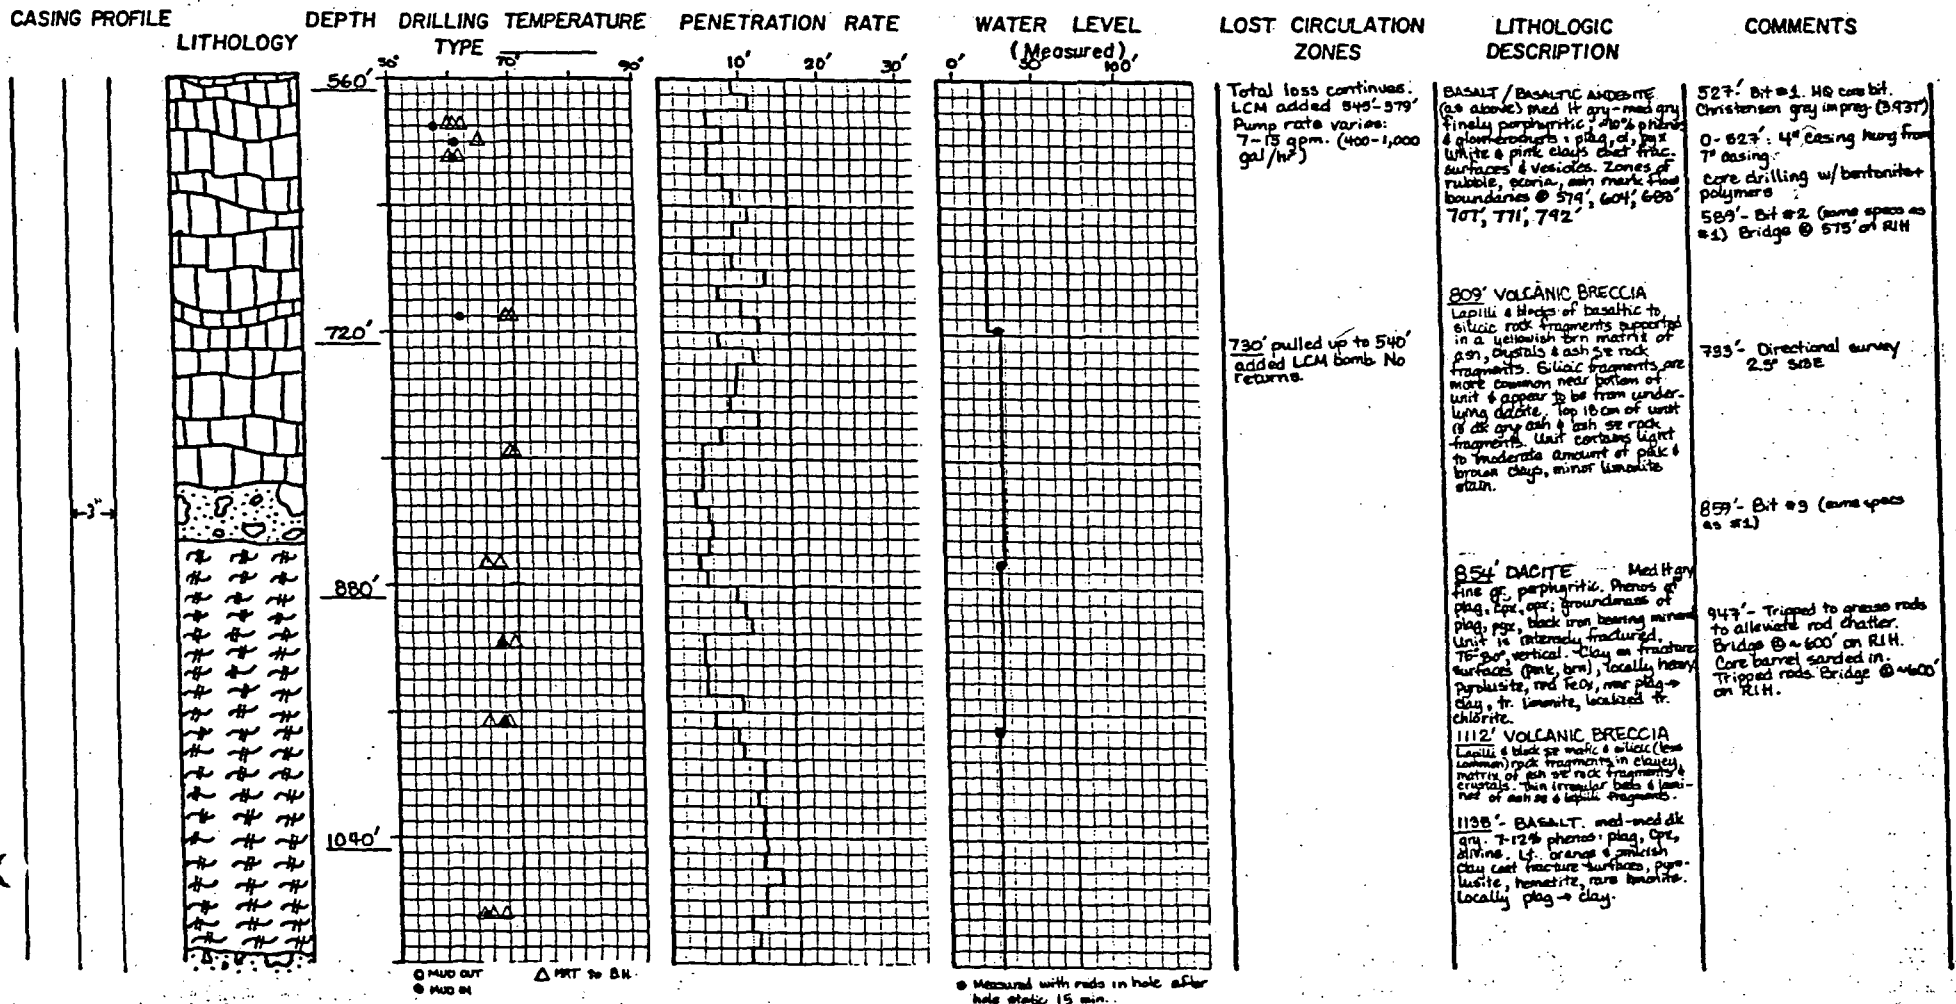 CASING PROFILE
LITHOLOGY
DEPTH
DRILLING TEMPERATURE
TYPE
50° 70° 90°
PENETRATION RATE
10' 20' 30'
WATER LEVEL
(Measured)
0' 50' 100'
LOST CIRCULATION
ZONES
LITHOLOGIC
DESCRIPTION
COMMENTS
560'
720'
880'
1040'
3"
O MUD OUT
● MUD IN
△ MRT
B.H.
● Measured with rods in hole after
hole static 15 min.
Total loss continues.
LCM added 545'-579'
Pump rate varies:
7-15 gpm. (400-1,000
gal/hr)
730' pulled up to 540'
added LCM bomb. No
returns.
BASALT / BASALTIC ANDESITE
(as above) med lt gry-med gry
finely porphyritic. ~10% phenos
& glomerocrysts: plag, ol, pyx
White & pink clays coat frac.
surfaces & vesicles. Zones of
rubble, scoria, ash mark flow
boundaries @ 579', 604', 683'
707', 771', 792'
809' VOLCANIC BRECCIA
Lapilli & blocks of basaltic to
silicic rock fragments supported
in a yellowish brn matrix of
ash, crystals & ash sz rock
fragments. Silicic fragments are
more common near bottom of
unit & appear to be from under-
lying dacite. Top 18 cm of unit
is dk gry ash & ash sz rock
fragments. Unit contains light
to moderate amount of pink &
brown clays, minor limonite
stain.
854' DACITE Med lt gry
fine gr. porphyritic. Phenos of
plag, cpx, opx; groundmass of
plag, pyx, black iron bearing mineral
Unit is intensely fractured.
75°-80°, vertical. Clay on fracture
surfaces (pink, brn), locally heavy
pyrolusite, red FeOx, mnr plag→
clay, tr. limonite, localized tr.
chlorite.
1112' VOLCANIC BRECCIA
Lapilli & block sz mafic & silicic (less
common) rock fragments in clayey
matrix of ash sz rock fragments &
crystals. Thin irregular beds & lami-
nae of ash sz & lapilli fragments.
1138'- BASALT. med-med dk
gry. 7-12% phenos: plag, cpx,
olivine. Lt. orange & pinkish
clay coat fracture surfaces, pyro-
lusite, hematite, rare limonite.
Locally plag → clay.
527'. Bit #1. HQ core bit.
Christensen gray impreg (3.937")
0-527': 4" casing hung from
7" casing.
core drilling w/ bentonite+
polymers
589'- Bit #2 (same specs as
#1) Bridge @ 575' on RIH
733'- Directional survey
2.5° S13E
859'- Bit #3 (same specs
as #1)
947'- Tripped to grease rods
to alleviate rod chatter.
Bridge @ ~600' on RIH.
Core barrel sanded in.
Tripped rods. Bridge @ ~600'
on RIH.